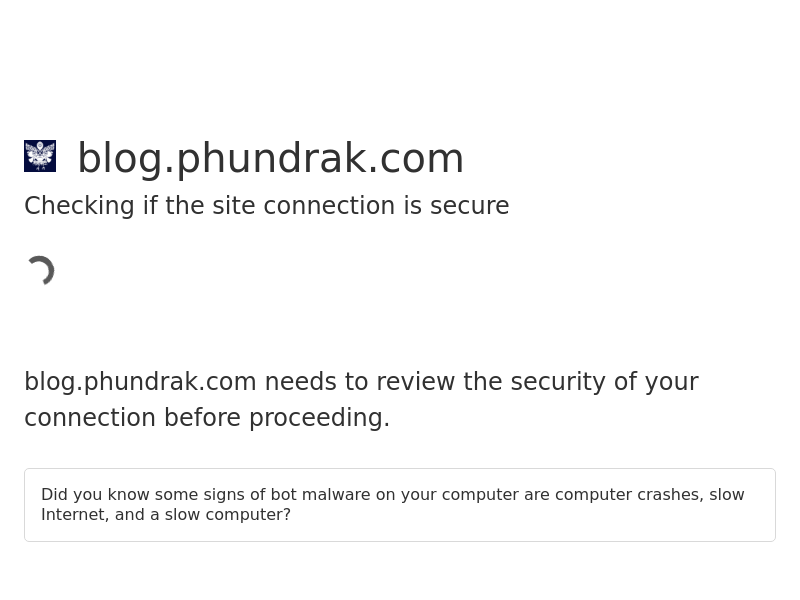 blog.phundrak.com
Checking if the site connection is secure
blog.phundrak.com needs to review the security of your
connection before proceeding.
Did you know some signs of bot malware on your computer are computer crashes, slow
Internet, and a slow computer?